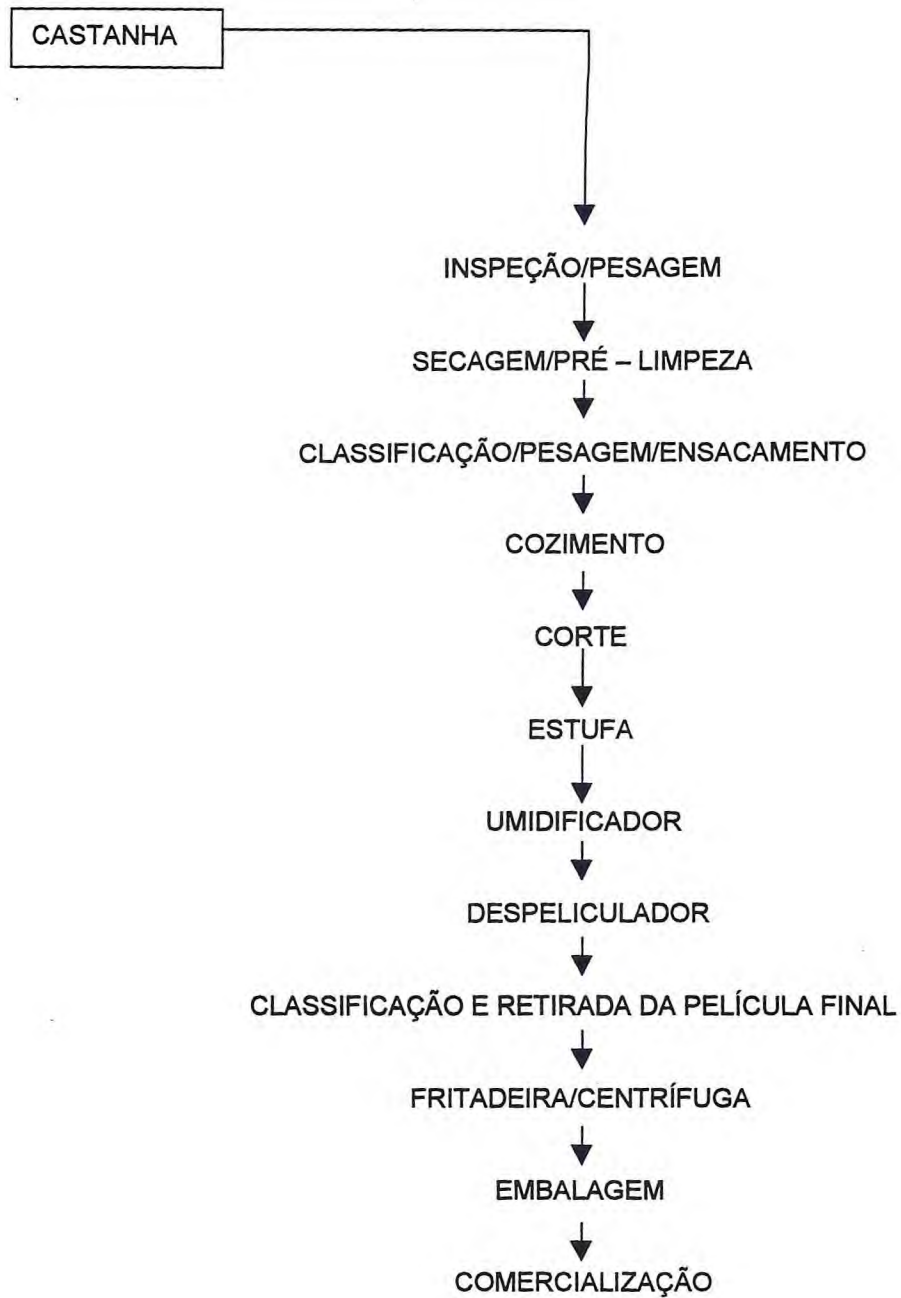 CASTANHA
INSPEÇÃO/PESAGEM
SECAGEM/PRÉ – LIMPEZA
CLASSIFICAÇÃO/PESAGEM/ENSACAMENTO
COZIMENTO
CORTE
ESTUFA
UMIDIFICADOR
DESPELICULADOR
CLASSIFICAÇÃO E RETIRADA DA PELÍCULA FINAL
FRITADEIRA/CENTRÍFUGA
EMBALAGEM
COMERCIALIZAÇÃO